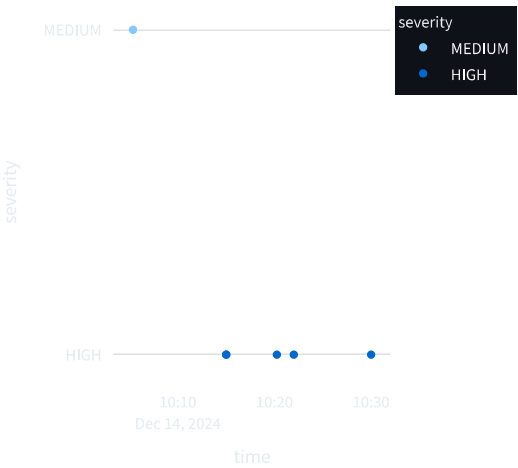 severity
MEDIUM
HIGH
MEDIUM
severity
HIGH
10:10
10:20
10:30
Dec 14, 2024
time